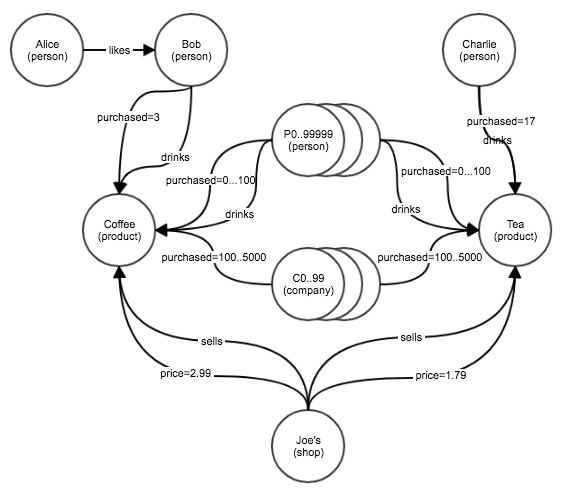 Alice
(person)
likes
Bob
(person)
Charlie
(person)
purchased=3
drinks
P0..99999
(person)
purchased=17
drinks
purchased=0...100
drinks
purchased=0...100
drinks
Coffee
(product)
Tea
(product)
purchased=100..5000
C0..99
(company)
purchased=100..5000
sells
sells
price=2.99
price=1.79
Joe's
(shop)